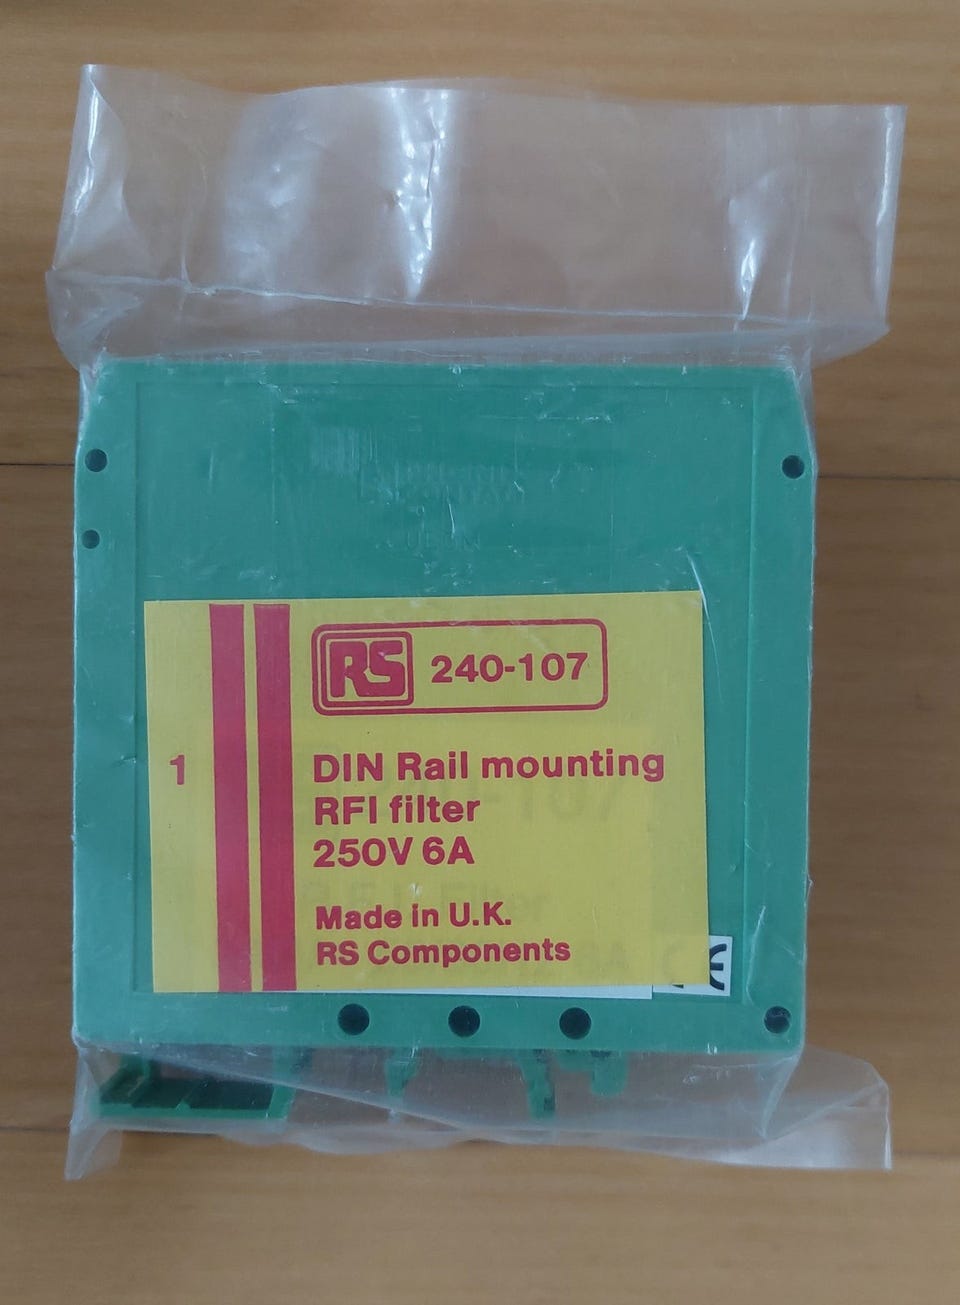 RS 240-107
1
DIN Rail mounting
RFI filter
250V 6A
Made in U.K.
RS Components